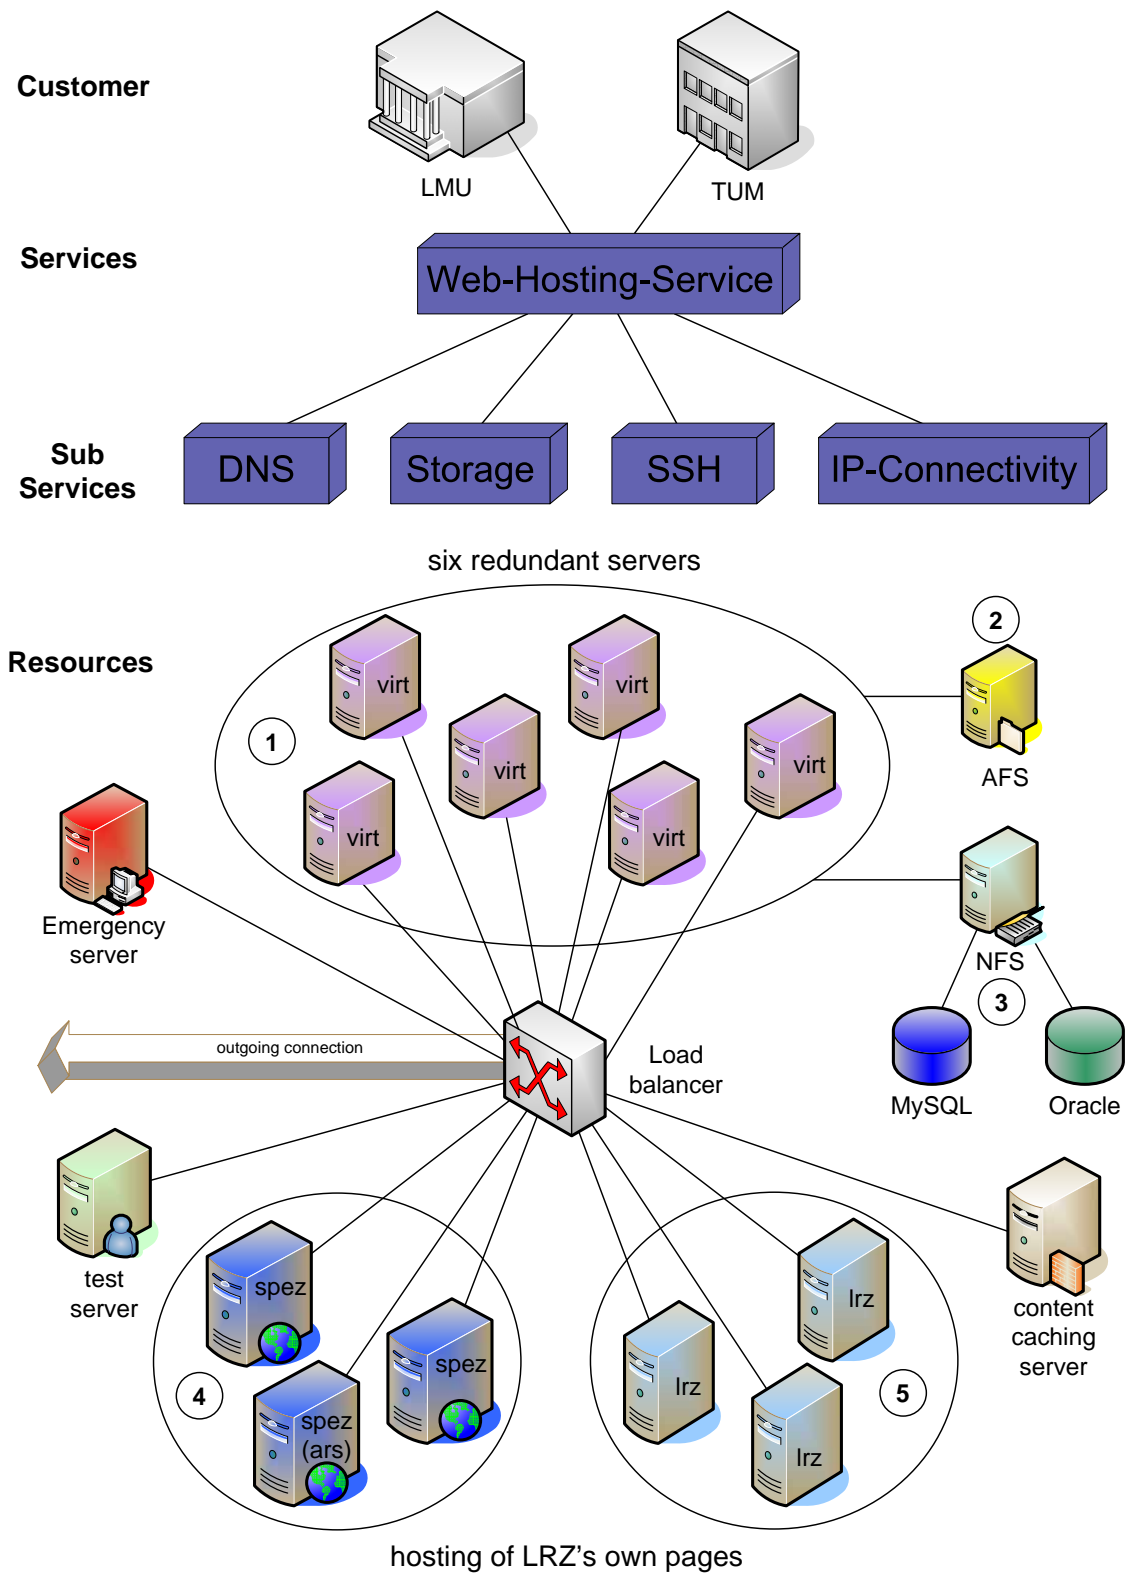 Customer
LMU
TUM
Services
Web-Hosting-Service
Sub
Services
DNS
Storage
SSH
IP-Connectivity
six redundant servers
Resources
1
virt
virt
virt
virt
virt
virt
2
AFS
Emergency
server
NFS
3
MySQL
Oracle
outgoing connection
Load
balancer
test
server
4
spez
spez
spez
(ars)
lrz
lrz
lrz
5
content
caching
server
hosting of LRZ's own pages